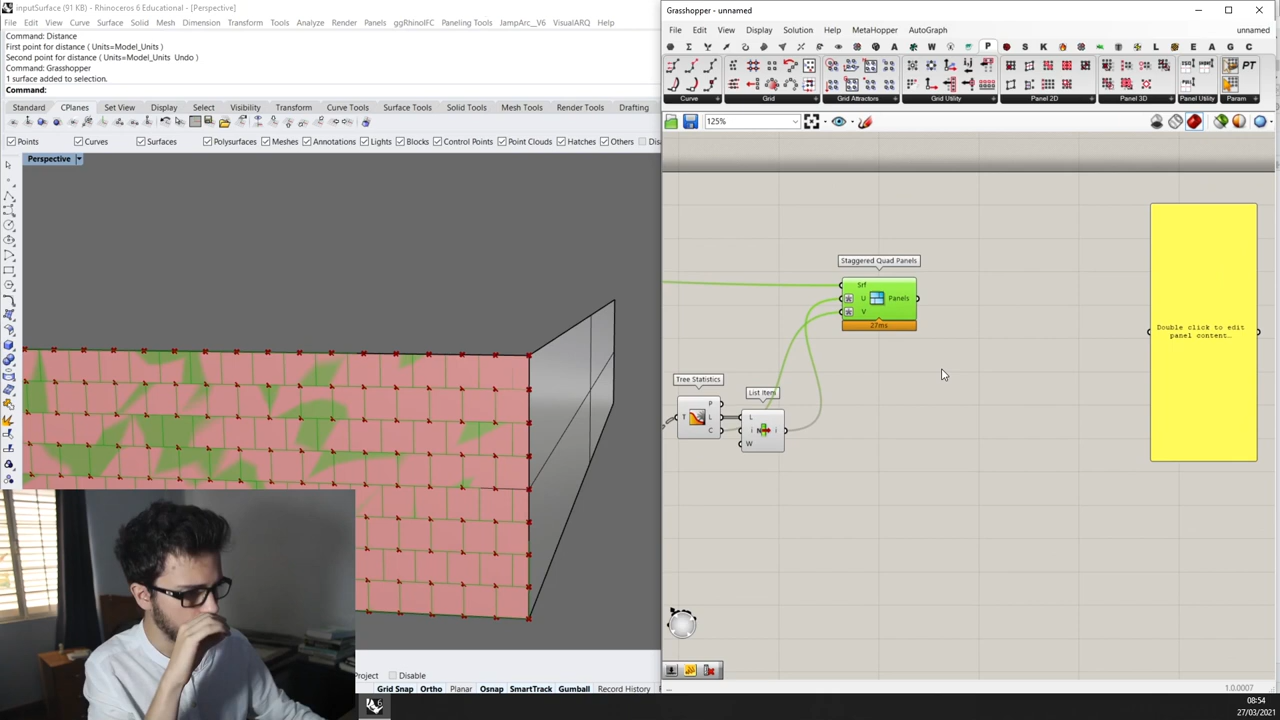 inputSurface (91 KB) - Rhinoceros 6 Educational - [Perspective]
File Edit View Curve Surface Solid Mesh Dimension Transform Tools Analyze Render Panels ggRhinoIFC Paneling Tools JampArc_V6 VisualARQ Help
Command: Distance
First point for distance ( Units=Model_Units )
Second point for distance ( Units=Model_Units Undo )
Command: Grasshopper
1 surface added to selection.
Command:
Standard CPlanes Set View Display Select Visibility Transform Curve Tools Surface Tools Solid Tools Mesh Tools Render Tools Drafting
Points Curves Surfaces Polysurfaces Meshes Annotations Lights Blocks Control Points Point Clouds Hatches Others
Perspective
Disable
Grid Snap Ortho Planar Osnap SmartTrack Gumball Record History
Grasshopper - unnamed
File Edit View Display Solution Help MetaHopper AutoGraph unnamed
Curve Grid Grid Attractors Grid Utility Panel 2D Panel 3D Panel Utility Param
125%
Staggered Quad Panels
Srf
U Panels
V
27ms
Double click to edit
panel content…
Tree Statistics
List Item
P
T L
C
L
i i
W
1.0.0007
08:54
27/03/2021